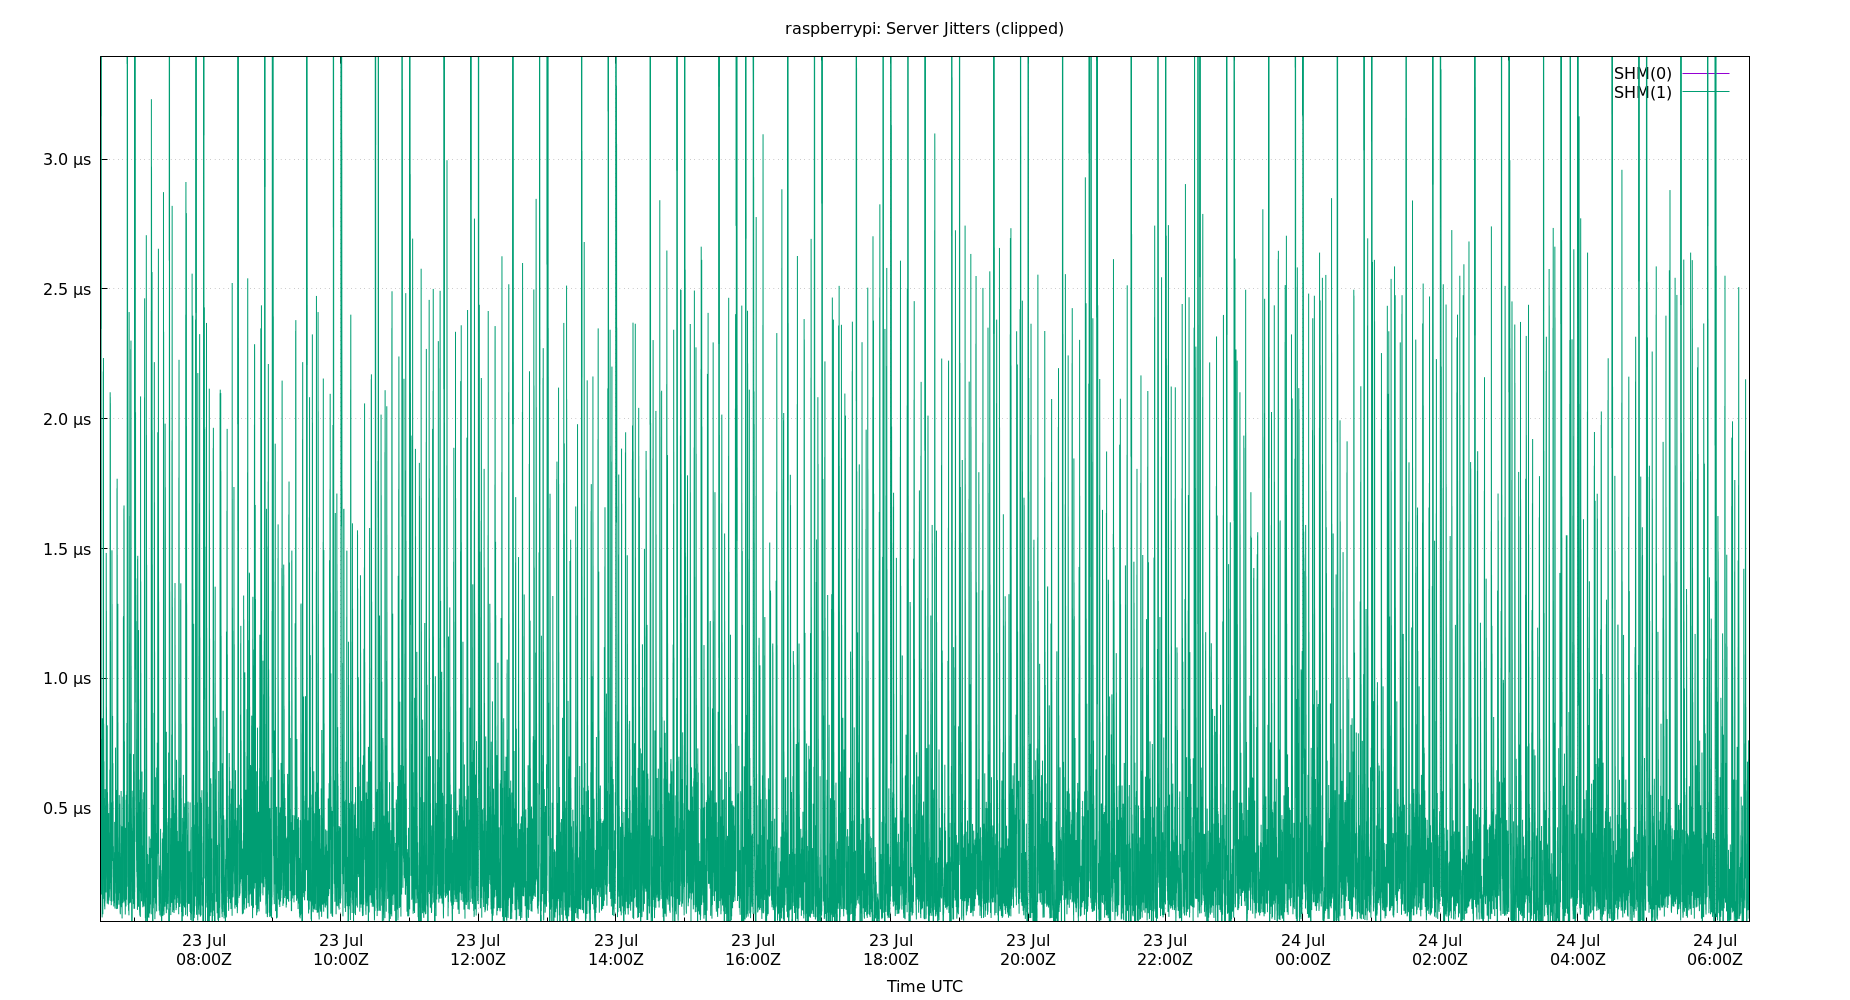 raspberrypi: Server Jitters (clipped)
SHM(0)
SHM(1)
3.0 µs
2.5 µs
2.0 µs
1.5 µs
1.0 µs
0.5 µs
23 Jul 23 Jul 23 Jul 23 Jul 23 Jul 23 Jul 23 Jul 23 Jul 24 Jul 24 Jul 24 Jul 24 Jul
08:00Z 10:00Z 12:00Z 14:00Z 16:00Z 18:00Z 20:00Z 22:00Z 00:00Z 02:00Z 04:00Z 06:00Z
Time UTC